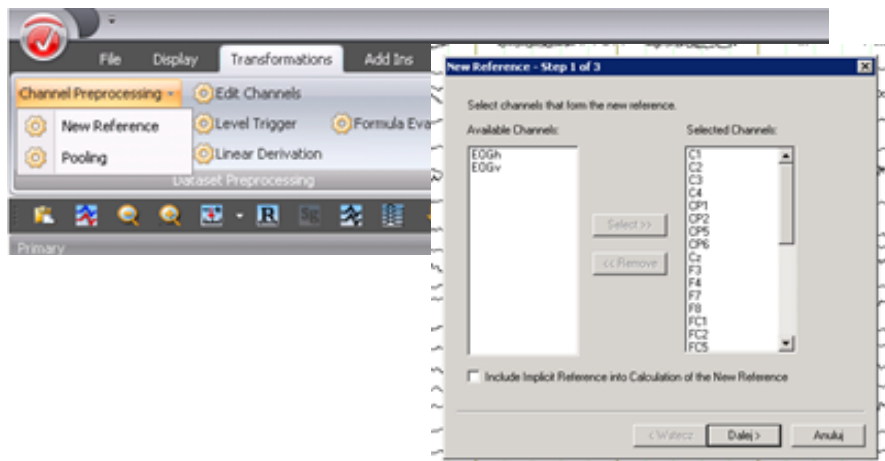 File Display Transformations Add Ins
Channel Preprocessing
Edit Channels
New Reference
Level Trigger
Formula Eva
Pooling
Linear Derivation
Dataset Preprocessing
R
Primary
New Reference - Step 1 of 3
Select channels that form the new reference.
Available Channels:
Selected Channels:
EOGh
EOGv
C1
C2
C3
C4
CP1
CP2
CP5
CP6
Cz
F3
F4
F7
F8
FC1
FC2
FC5
Select >>
<< Remove
Include Implicit Reference into Calculation of the New Reference
< Wstecz
Dalej >
Anuluj